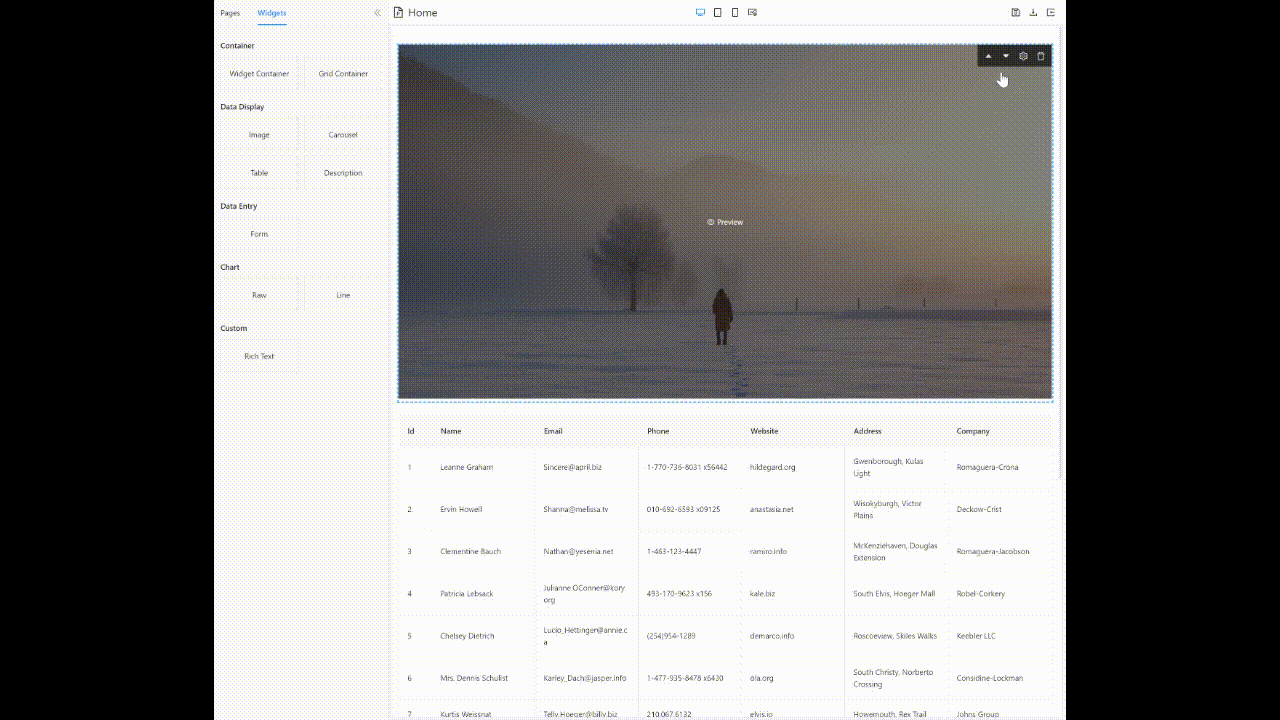 Pages Widgets
Home
Container
Widget Container Grid Container
Data Display
Image Carousel
Table Description
Data Entry
Form
Chart
Raw Line
Custom
Rich Text
Preview
Id Name Email Phone Website Address Company
1 Leanne Graham Sincere@april.biz 1-770-736-8031 x56442 hildegard.org Gwenborough, Kulas
Light Romaguera-Crona
2 Ervin Howell Shanna@melissa.tv 010-692-6593 x09125 anastasia.net Wisokyburgh, Victor
Plains Deckow-Crist
3 Clementine Bauch Nathan@yesenia.net 1-463-123-4447 ramiro.info McKenziehaven, Douglas
Extension Romaguera-Jacobson
4 Patricia Lebsack Julianne.OConner@kory.
org 493-170-9623 x156 kale.biz South Elvis, Hoeger Mall Robel-Corkery
5 Chelsey Dietrich Lucio_Hettinger@annie.c
a (254)954-1289 demarco.info Roscoeview, Skiles Walks Keebler LLC
6 Mrs. Dennis Schulist Karley_Dach@jasper.info 1-477-935-8478 x6430 ola.org South Christy, Norberto
Crossing Considine-Lockman
7 Kurtis Weissnat Telly.Hoeger@billy.biz 210.067.6132 elvis.io Howemouth, Rex Trail Johns Group